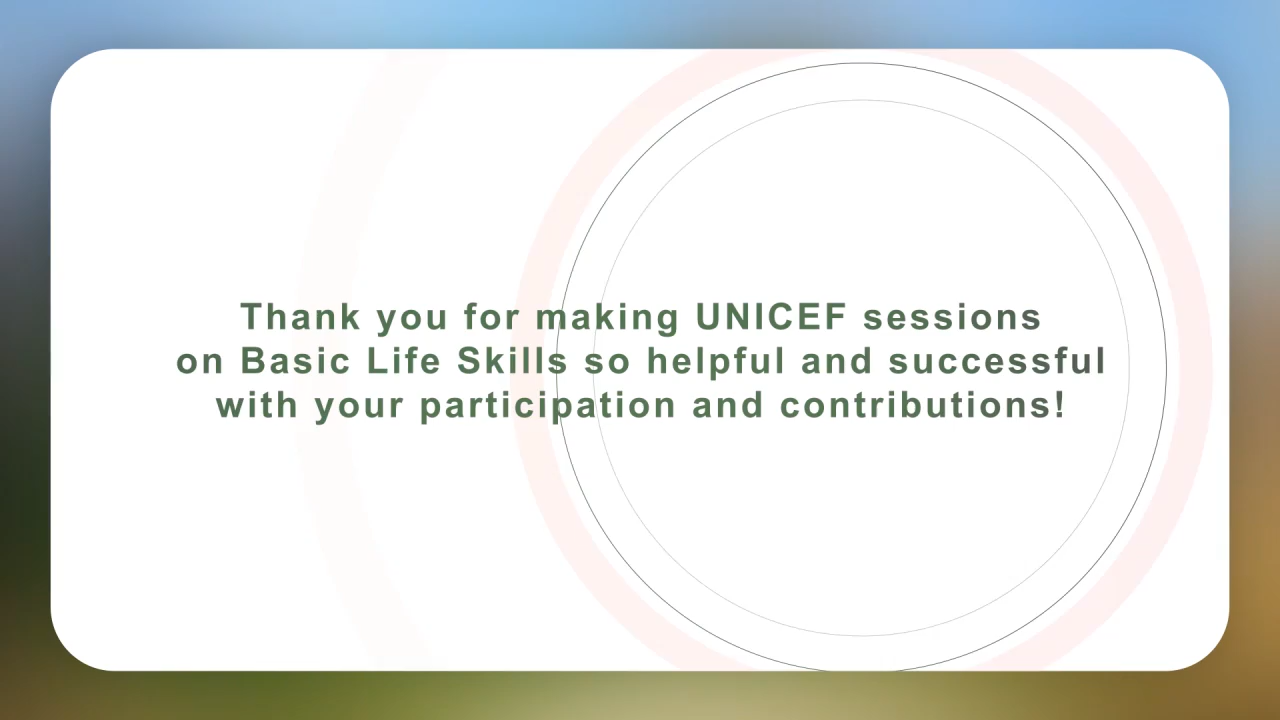 Thank you for making UNICEF sessions
on Basic Life Skills so helpful and successful
with your participation and contributions!